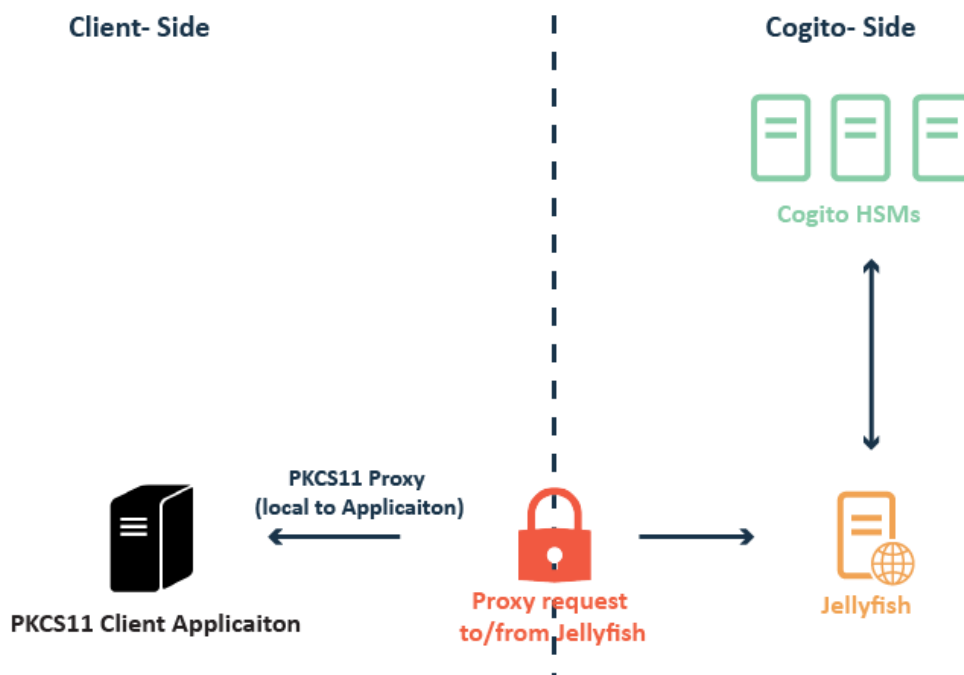 Client- Side
Cogito- Side
Cogito HSMs
PKCS11 Proxy
(local to Applicaiton)
PKCS11 Client Applicaiton
Proxy request
to/from Jellyfish
Jellyfish